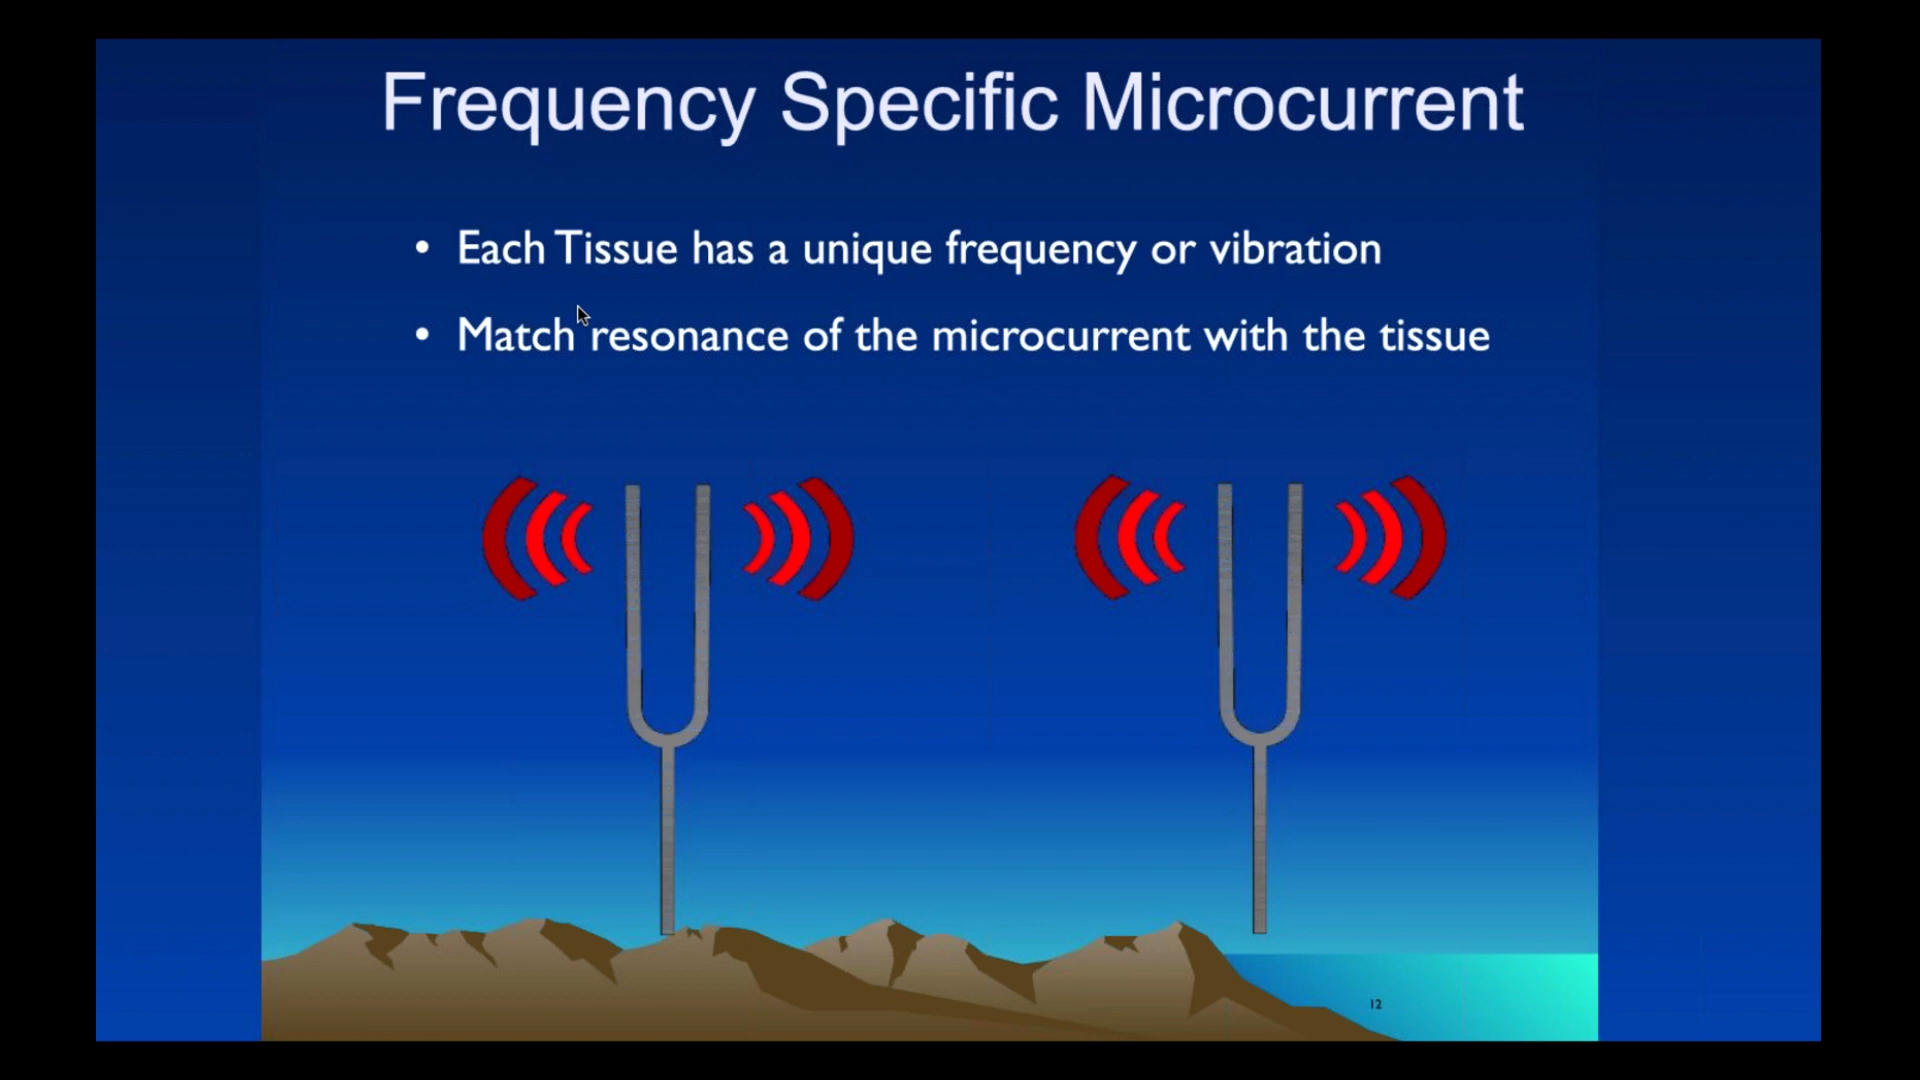 Frequency Specific Microcurrent
• Each Tissue has a unique frequency or vibration
• Match resonance of the microcurrent with the tissue
12